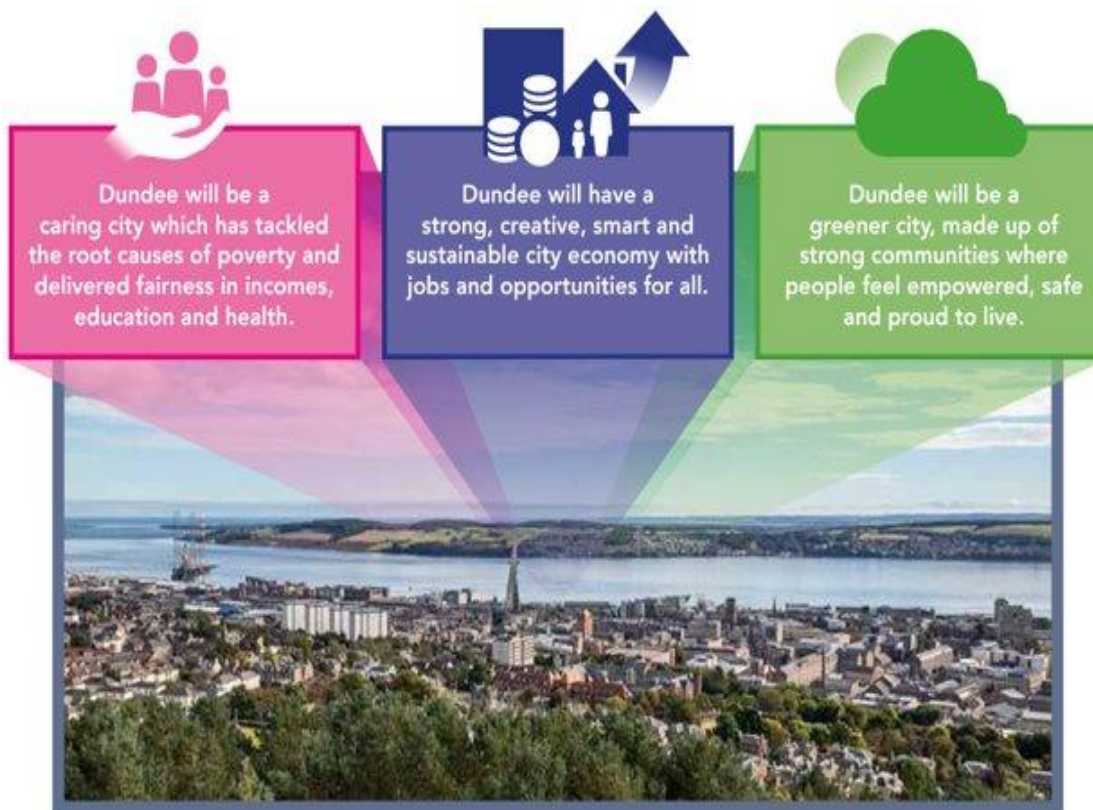 Dundee will be a
caring city which has tackled
the root causes of poverty and
delivered fairness in incomes,
education and health.
Dundee will have a
strong, creative, smart and
sustainable city economy with
jobs and opportunities for all.
Dundee will be a
greener city, made up of
strong communities where
people feel empowered, safe
and proud to live.